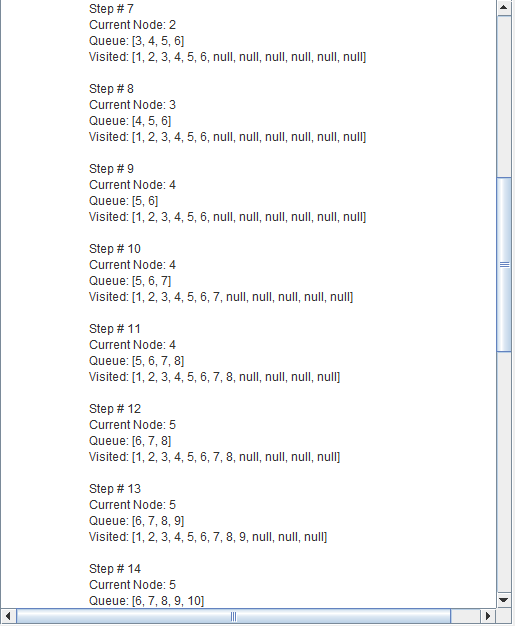 Step # 7
Current Node: 2
Queue: [3, 4, 5, 6]
Visited: [1, 2, 3, 4, 5, 6, null, null, null, null, null, null]
Step # 8
Current Node: 3
Queue: [4, 5, 6]
Visited: [1, 2, 3, 4, 5, 6, null, null, null, null, null, null]
Step # 9
Current Node: 4
Queue: [5, 6]
Visited: [1, 2, 3, 4, 5, 6, null, null, null, null, null, null]
Step # 10
Current Node: 4
Queue: [5, 6, 7]
Visited: [1, 2, 3, 4, 5, 6, 7, null, null, null, null, null]
Step # 11
Current Node: 4
Queue: [5, 6, 7, 8]
Visited: [1, 2, 3, 4, 5, 6, 7, 8, null, null, null, null]
Step # 12
Current Node: 5
Queue: [6, 7, 8]
Visited: [1, 2, 3, 4, 5, 6, 7, 8, null, null, null, null]
Step # 13
Current Node: 5
Queue: [6, 7, 8, 9]
Visited: [1, 2, 3, 4, 5, 6, 7, 8, 9, null, null, null]
Step # 14
Current Node: 5
Queue: [6, 7, 8, 9, 10]